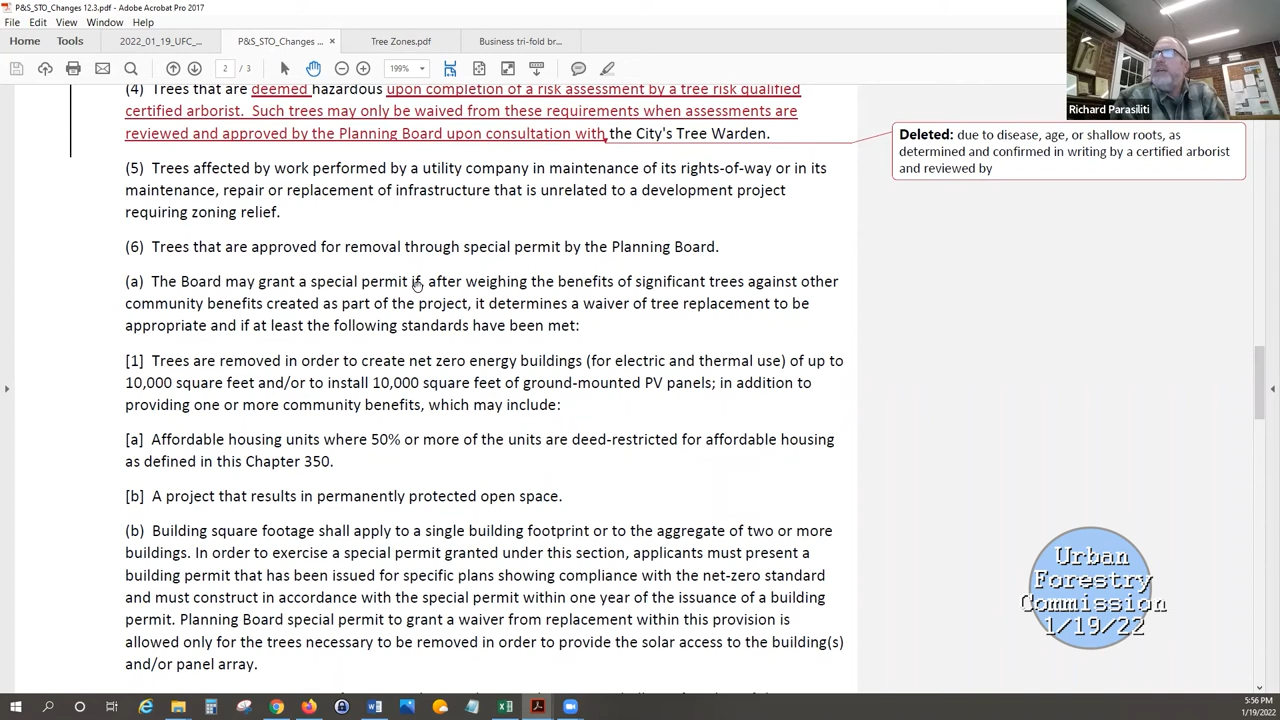 P&S_STO_Changes 12.3.pdf - Adobe Acrobat Pro 2017
File Edit View Window Help
Home Tools 2022_01_19_UFC_... P&S_STO_Changes ... × Tree Zones.pdf Business tri-fold br...
2 / 3 199%
Richard Parasiliti
(4) Trees that are deemed hazardous upon completion of a risk assessment by a tree risk qualified
certified arborist. Such trees may only be waived from these requirements when assessments are
reviewed and approved by the Planning Board upon consultation with the City's Tree Warden.
Deleted: due to disease, age, or shallow roots, as
determined and confirmed in writing by a certified arborist
and reviewed by
(5) Trees affected by work performed by a utility company in maintenance of its rights-of-way or in its
maintenance, repair or replacement of infrastructure that is unrelated to a development project
requiring zoning relief.
(6) Trees that are approved for removal through special permit by the Planning Board.
(a) The Board may grant a special permit if, after weighing the benefits of significant trees against other
community benefits created as part of the project, it determines a waiver of tree replacement to be
appropriate and if at least the following standards have been met:
[1] Trees are removed in order to create net zero energy buildings (for electric and thermal use) of up to
10,000 square feet and/or to install 10,000 square feet of ground-mounted PV panels; in addition to
providing one or more community benefits, which may include:
[a] Affordable housing units where 50% or more of the units are deed-restricted for affordable housing
as defined in this Chapter 350.
[b] A project that results in permanently protected open space.
(b) Building square footage shall apply to a single building footprint or to the aggregate of two or more
buildings. In order to exercise a special permit granted under this section, applicants must present a
building permit that has been issued for specific plans showing compliance with the net-zero standard
and must construct in accordance with the special permit within one year of the issuance of a building
permit. Planning Board special permit to grant a waiver from replacement within this provision is
allowed only for the trees necessary to be removed in order to provide the solar access to the building(s)
and/or panel array.
Urban
Forestry
Commission
1/19/22
5:56 PM
1/19/2022